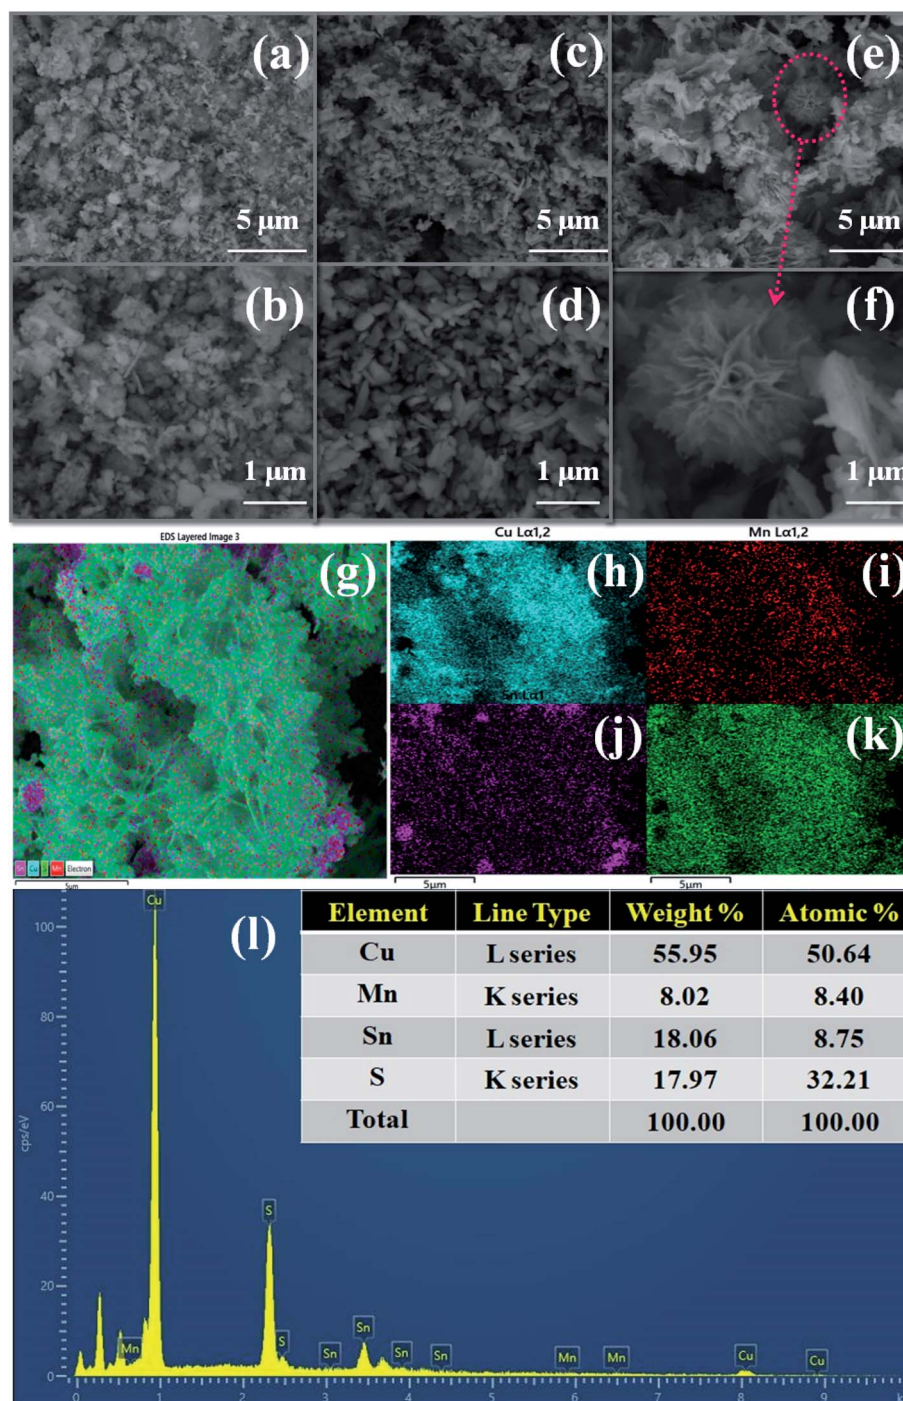 (a)
(c)
(e)
5 μm
5 μm
5 μm
(b)
(d)
(f)
1 μm
1 μm
1 μm
EDS Layered Image 3
Cu Lα1,2
Mn Lα1,2
(g)
(h)
(i)
Sn Lα1
(j)
(k)
Sn Cu S Mn Electron
5μm
5μm
5μm
(l)
Element Line Type Weight % Atomic %
Cu L series 55.95 50.64
Mn K series 8.02 8.40
Sn L series 18.06 8.75
S K series 17.97 32.21
Total 100.00 100.00
cps/eV
100
80
60
40
20
0
Cu
S
Mn
S
Sn
Sn
Sn
Sn
Mn
Mn
Cu
Cu
0 1 2 3 4 5 6 7 8 9